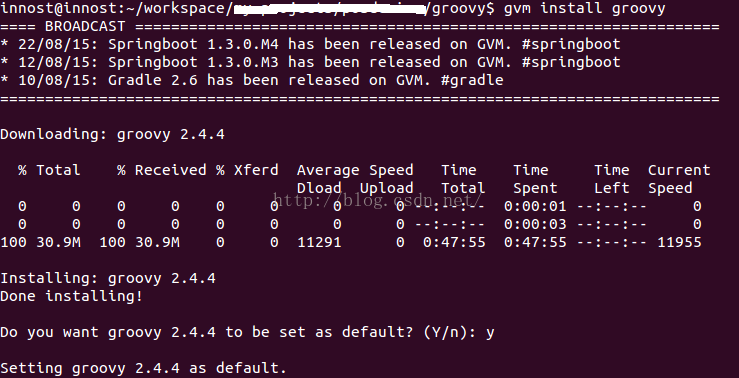 innost@innost:~/workspace/ /groovy$ gvm install groovy
==== BROADCAST =================================================================
* 22/08/15: Springboot 1.3.0.M4 has been released on GVM. #springboot
* 12/08/15: Springboot 1.3.0.M3 has been released on GVM. #springboot
* 10/08/15: Gradle 2.6 has been released on GVM. #gradle
================================================================================
Downloading: groovy 2.4.4
% Total % Received % Xferd Average Speed Time Time Time Current
Dload Upload Total Spent Left Speed
0 0 0 0 0 0 0 0 --:--:-- 0:00:01 --:--:-- 0
http://blog.csdn.net/
0 0 0 0 0 0 0 0 --:--:-- 0:00:03 --:--:-- 0
100 30.9M 100 30.9M 0 0 11291 0 0:47:55 0:47:55 --:--:-- 11955
Installing: groovy 2.4.4
Done installing!
Do you want groovy 2.4.4 to be set as default? (Y/n): y
Setting groovy 2.4.4 as default.